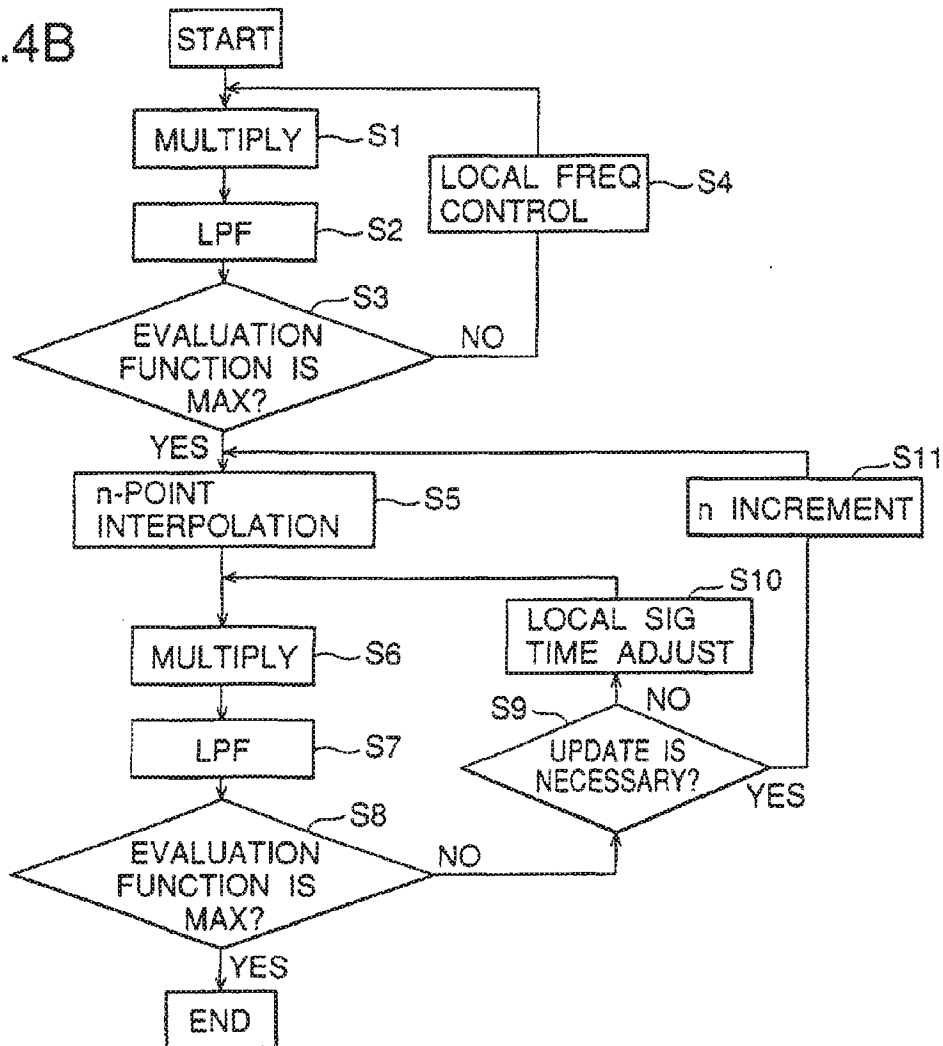 .4B
START
MULTIPLY
S1
LPF
S2
LOCAL FREQ
CONTROL
S4
S3
EVALUATION
FUNCTION IS
MAX?
NO
YES
n-POINT
INTERPOLATION
S5
S11
n INCREMENT
S10
LOCAL SIG
TIME ADJUST
MULTIPLY
S6
LPF
S7
S9
NO
UPDATE IS
NECESSARY?
YES
S8
EVALUATION
FUNCTION IS
MAX?
NO
YES
END